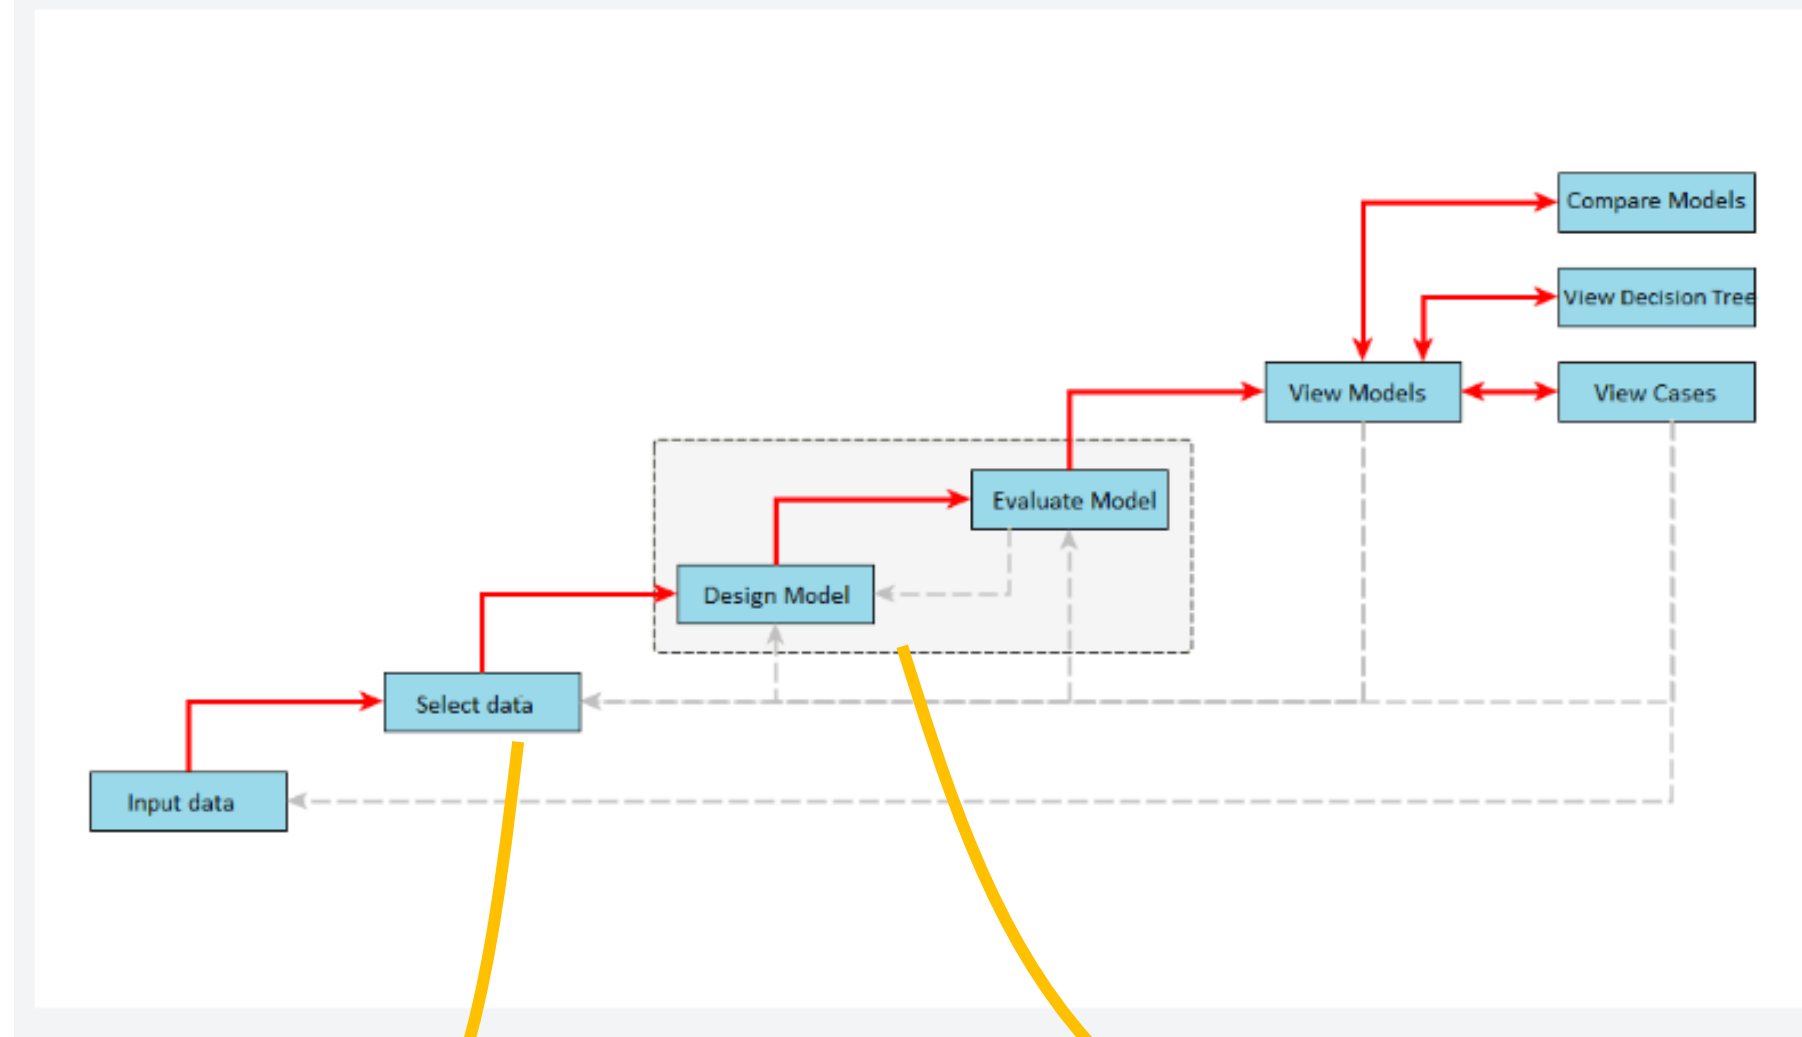 Compare Models
View Decision Tree
View Models
View Cases
Evaluate Model
Design Model
Select data
Input data